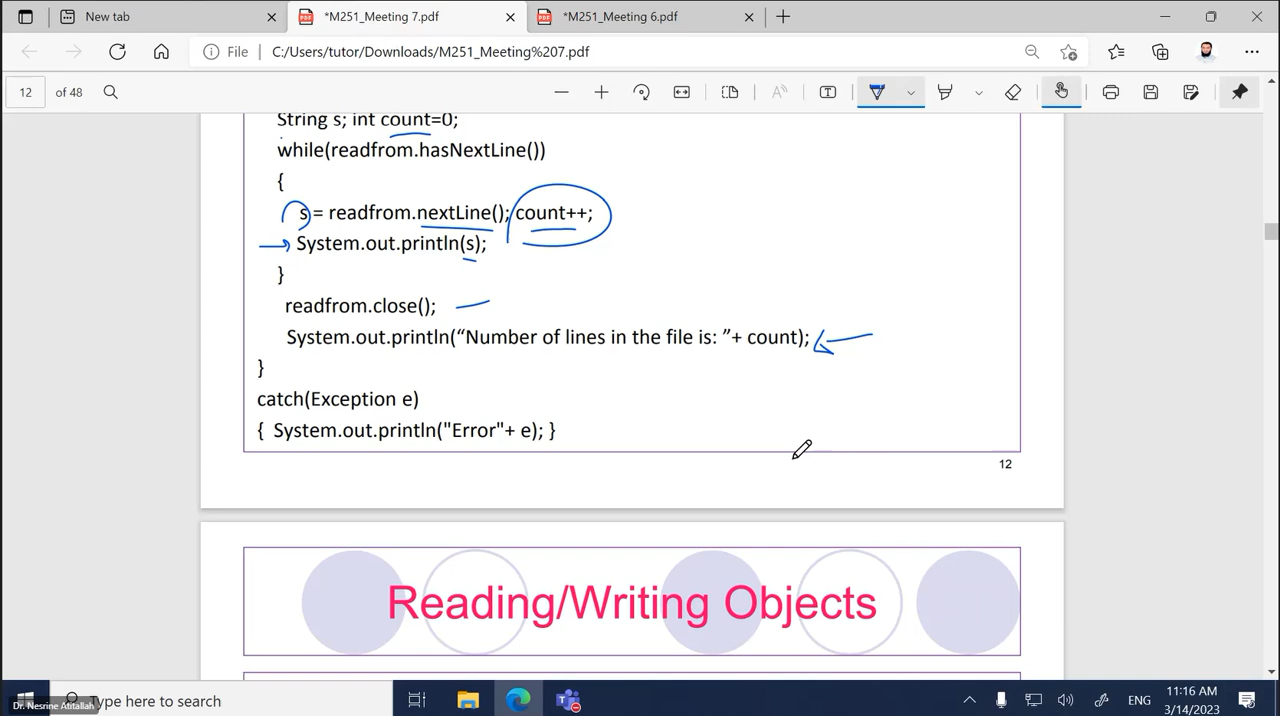 New tab
*M251_Meeting 7.pdf
*M251_Meeting 6.pdf
File
C:/Users/tutor/Downloads/M251_Meeting%207.pdf
12 of 48
String s; int count=0;
while(readfrom.hasNextLine())
{
s = readfrom.nextLine(); count++;
System.out.println(s);
}
readfrom.close();
System.out.println(“Number of lines in the file is: ”+ count);
}
catch(Exception e)
{ System.out.println("Error"+ e); }
12
Reading/Writing Objects
Type here to search
Dr. Nesrine Atitallah
ENG
11:16 AM
3/14/2023